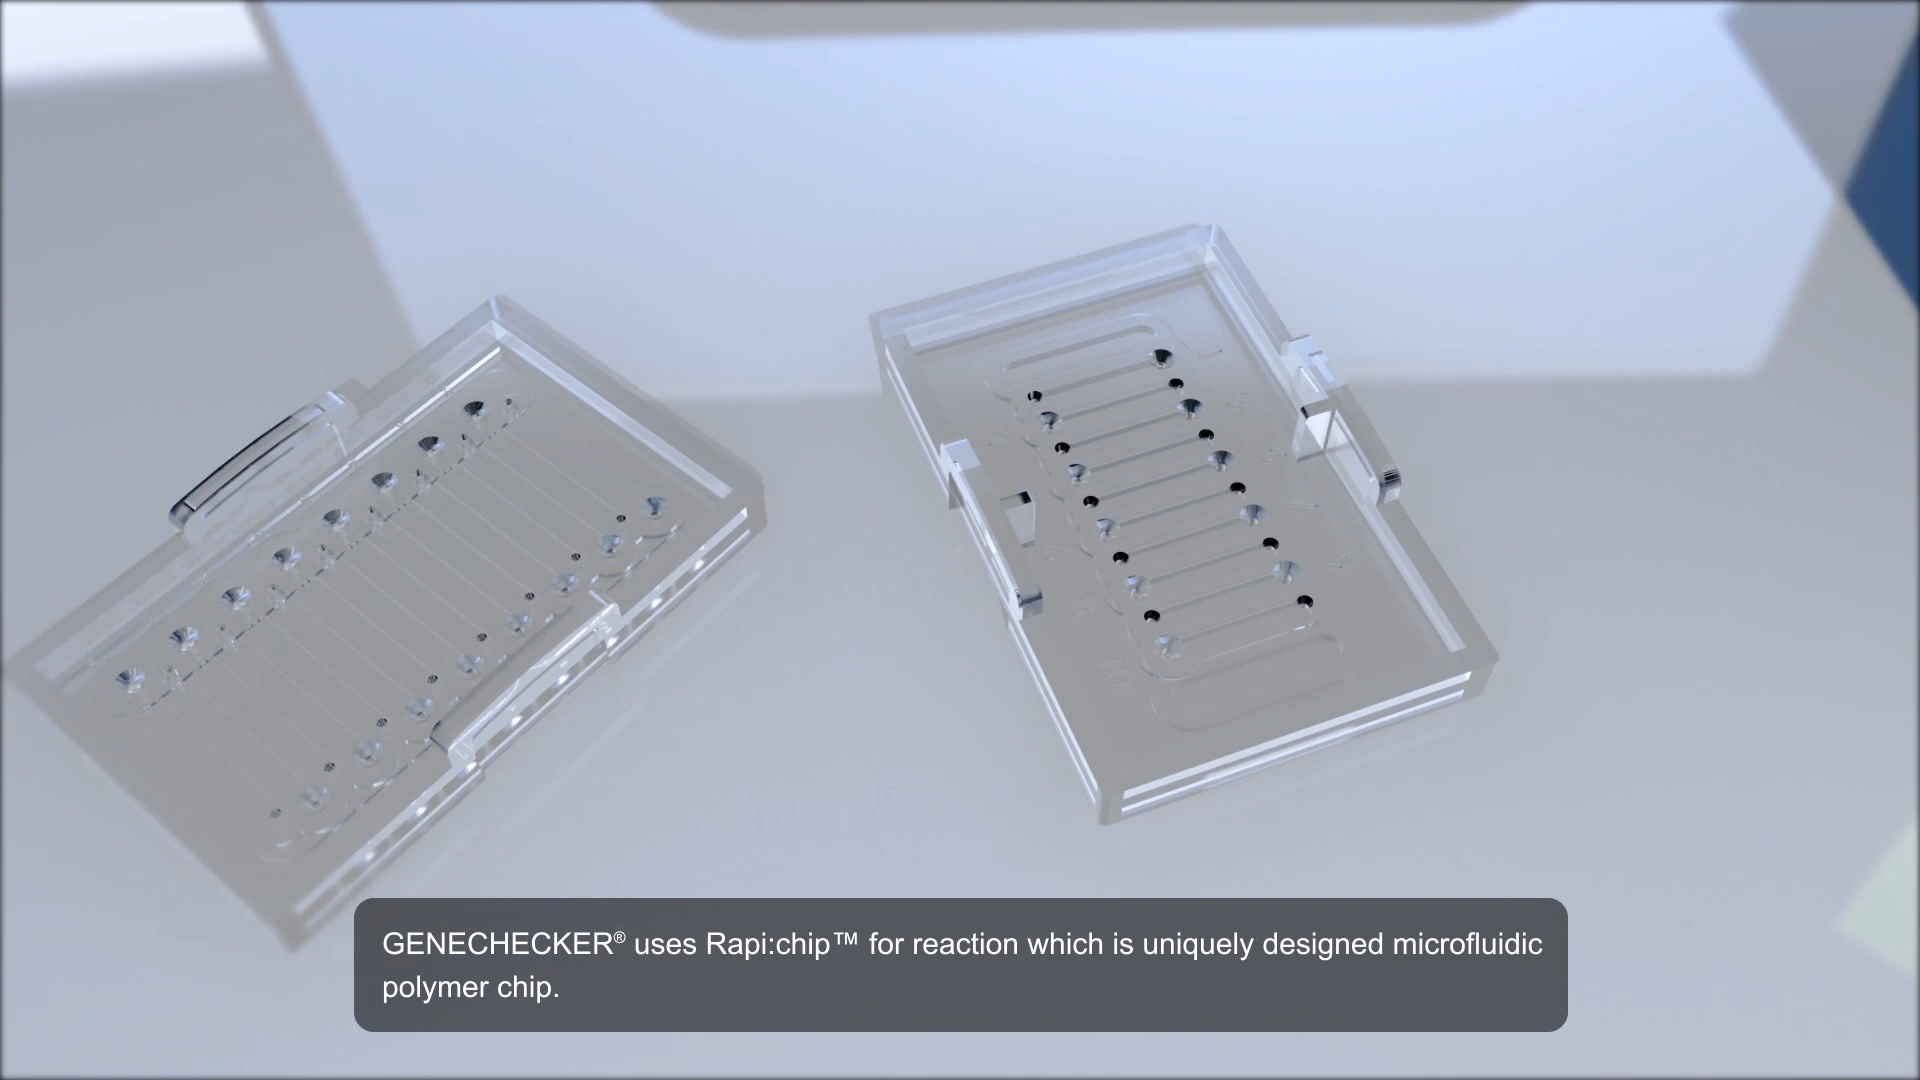 GENECHECKER® uses Rapi:chip™ for reaction which is uniquely designed microfluidic
polymer chip.